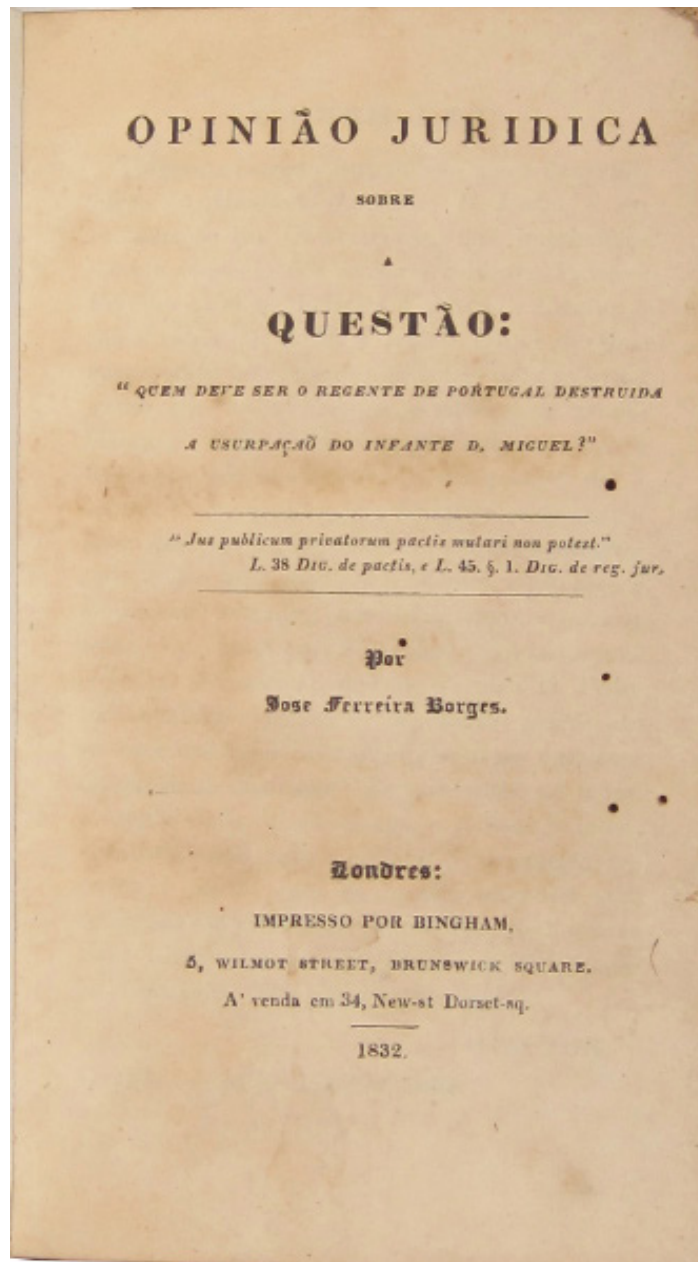 OPINIÃO JURIDICA
SOBRE
A
QUESTÃO:
“ QUEM DEVE SER O REGENTE DE PORTUGAL DESTRUIDA
A USURPAÇAÕ DO INFANTE D. MIGUEL?”
“ Jus publicum privatorum pactis mutari non potest.”
L. 38 DIG. de pactis, e L. 45. §. 1. DIG. de reg. jur.
Por
Jose Ferreira Borges.
Londres:
IMPRESSO POR BINGHAM,
5, WILMOT STREET, BRUNSWICK SQUARE.
A' venda em 34, New-st Dorset-sq.
1832.